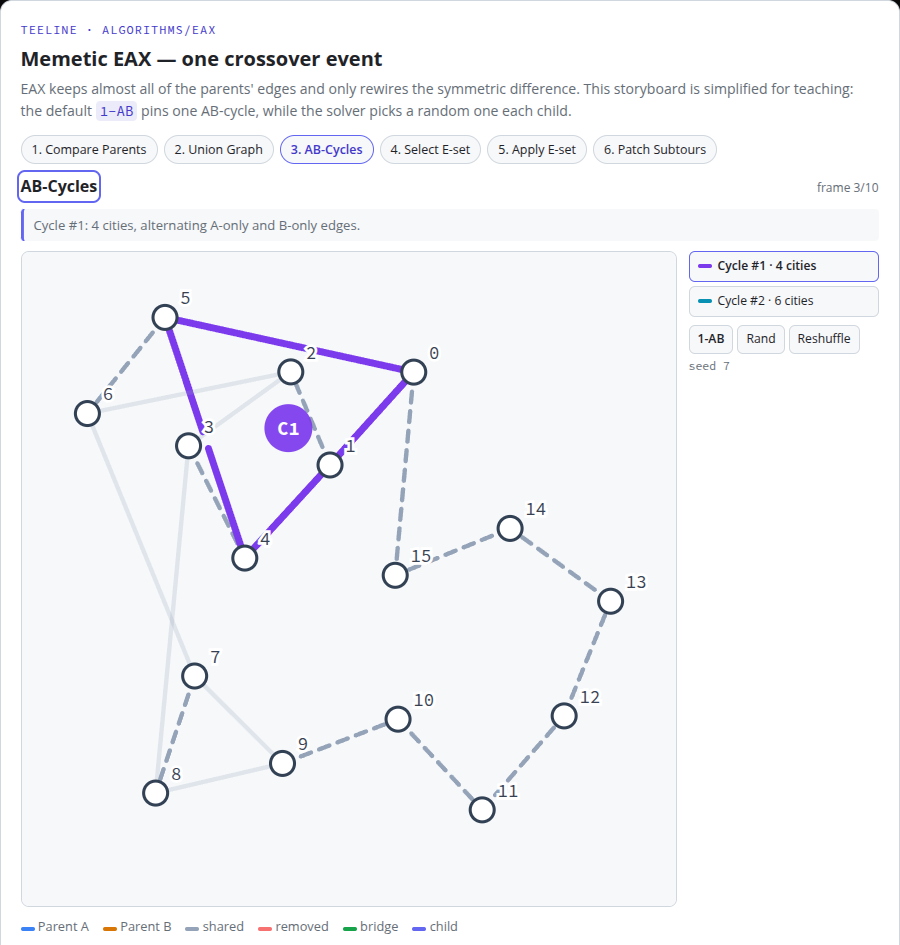 TEELINE · ALGORITHMS/EAX
Memetic EAX — one crossover event
EAX keeps almost all of the parents' edges and only rewires the symmetric difference. This storyboard is simplified for teaching:
the default 1-AB pins one AB-cycle, while the solver picks a random one each child.
1. Compare Parents 2. Union Graph 3. AB-Cycles 4. Select E-set 5. Apply E-set 6. Patch Subtours
AB-Cycles frame 3/10
Cycle #1: 4 cities, alternating A-only and B-only edges.
Cycle #1 · 4 cities
Cycle #2 · 6 cities
1-AB Rand Reshuffle
seed 7
5
2
0
6
3
C1
1
4
14
15
13
7
10
12
9
8
11
Parent A Parent B shared removed bridge child